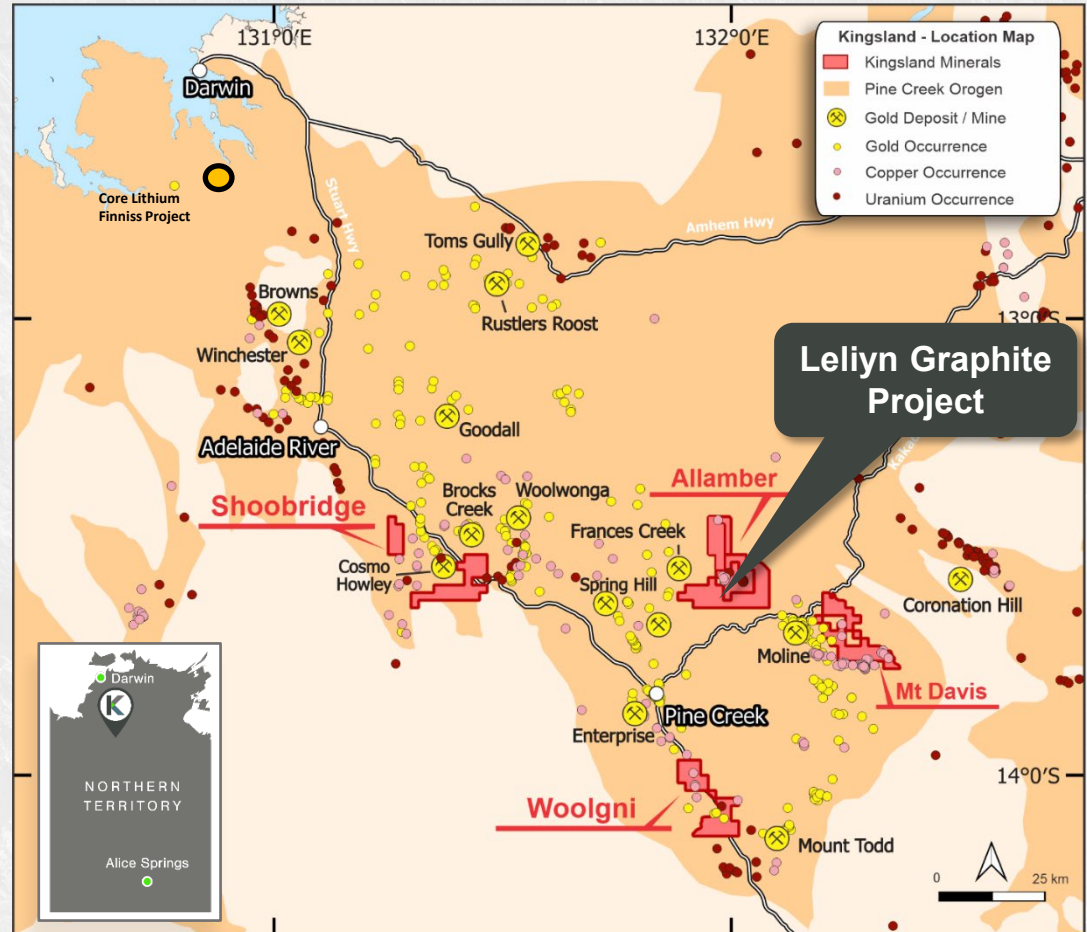 131°0'E
132°0'E
Kingsland - Location Map
Kingsland Minerals
Pine Creek Orogen
Gold Deposit / Mine
Gold Occurrence
Copper Occurrence
Uranium Occurrence
Darwin
Core Lithium
Finniss Project
Stuart Hwy
Toms Gully
Arnhem Hwy
Browns
Rustlers Roost
13°0'S
Winchester
Leliyn Graphite
Project
Goodall
Adelaide River
Kakadu
Allamber
Shoobridge
Brocks
Creek
Woolwonga
Frances Creek
Cosmo
Howley
Spring Hill
Coronation Hill
Moline
Mt Davis
Pine Creek
Enterprise
14°0'S
Woolgni
Mount Todd
0
25 km
Darwin
K
NORTHERN
TERRITORY
Alice Springs